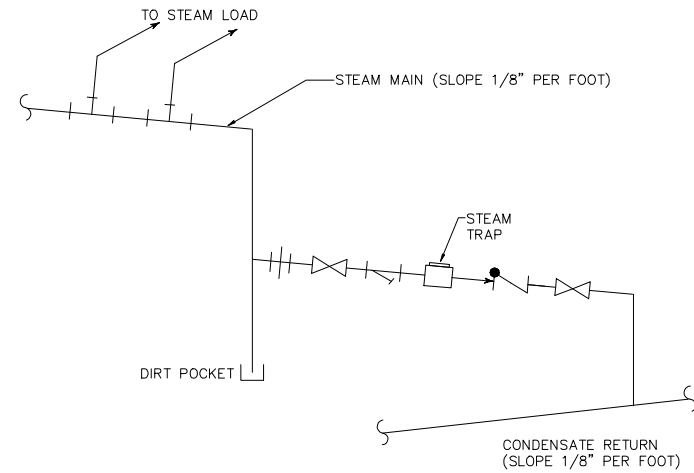 TO STEAM LOAD
STEAM MAIN (SLOPE 1/8" PER FOOT)
STEAM
TRAP
DIRT POCKET
CONDENSATE RETURN
(SLOPE 1/8" PER FOOT)